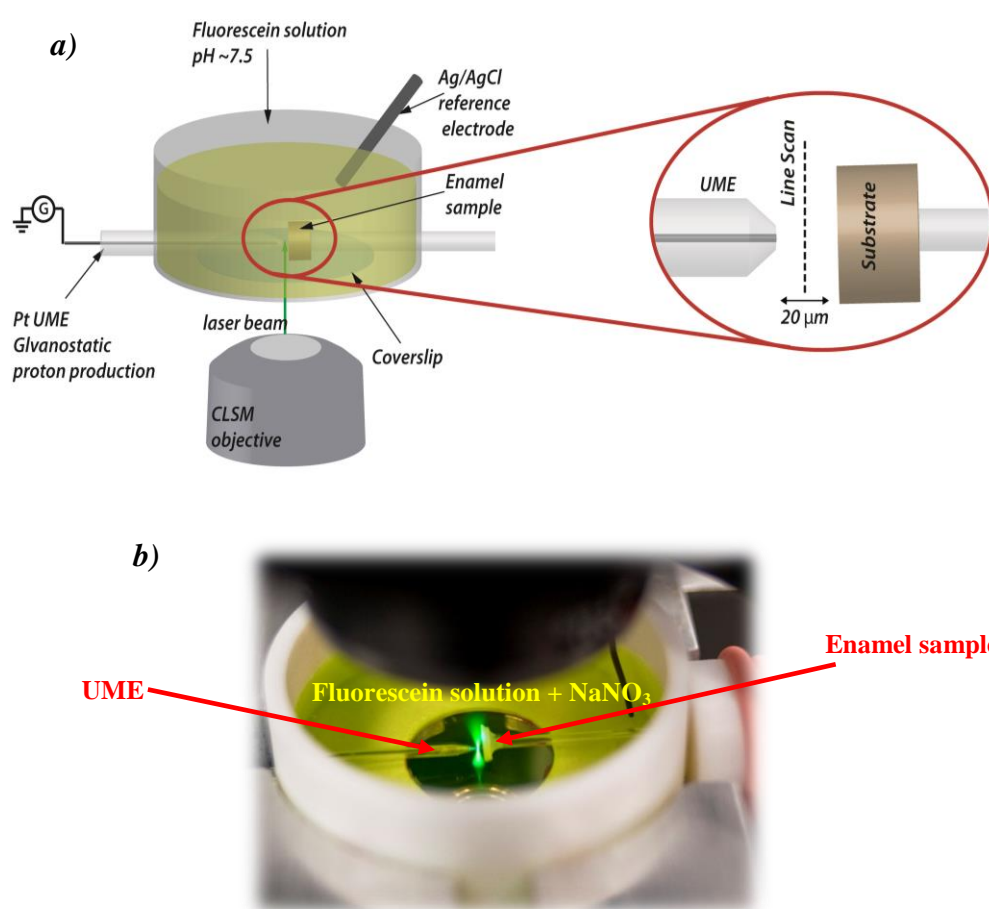 a)
Fluorescein solution
pH ~7.5
Ag/AgCl
reference
electrode
Enamel
sample
G
Pt UME
Glvanostatic
proton production
laser beam
Coverslip
CLSM
objective
UME
Line Scan
Substrate
20 µm
b)
Enamel sample
UME
Fluorescein solution + NaNO₃